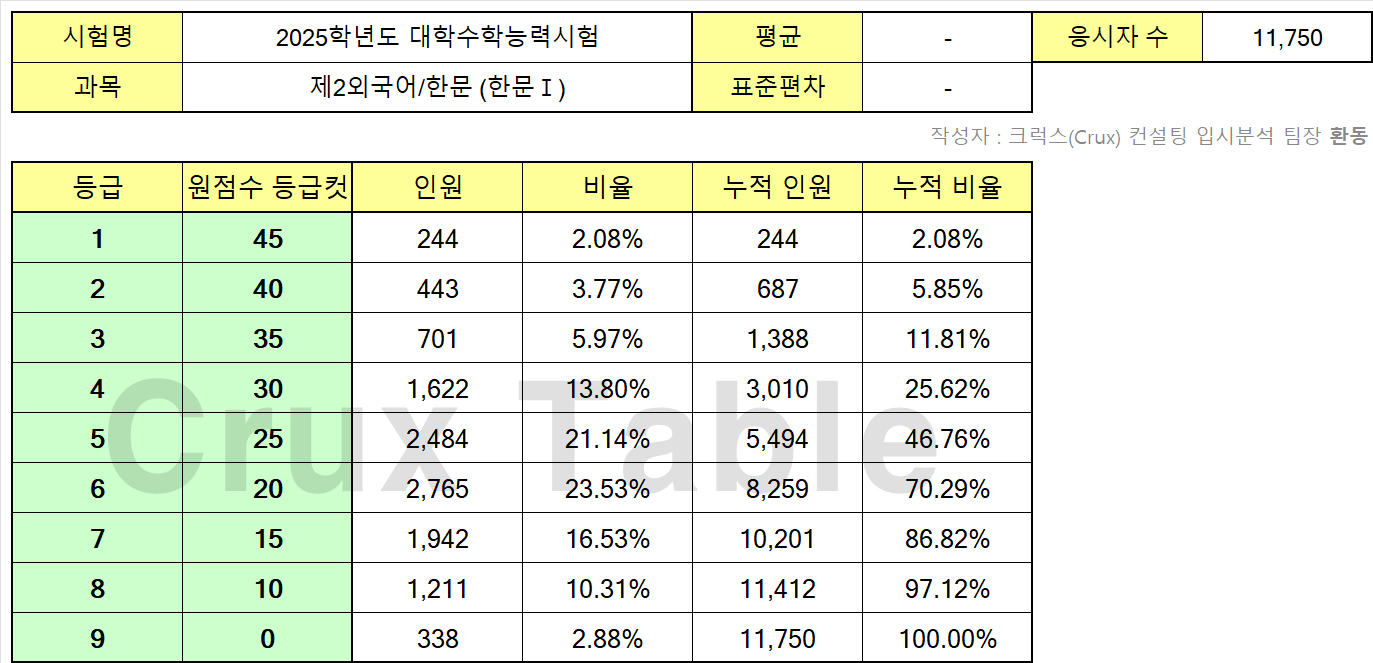 시험명 2025학년도 대학수학능력시험 평균 - 응시자 수 11,750
과목 제2외국어/한문 (한문Ⅰ) 표준편차 -
작성자 : 크럭스(Crux) 컨설팅 입시분석 팀장 환동
등급 원점수 등급컷 인원 비율 누적 인원 누적 비율
1 45 244 2.08% 244 2.08%
2 40 443 3.77% 687 5.85%
3 35 701 5.97% 1,388 11.81%
4 30 1,622 13.80% 3,010 25.62%
5 25 2,484 21.14% 5,494 46.76%
6 20 2,765 23.53% 8,259 70.29%
7 15 1,942 16.53% 10,201 86.82%
8 10 1,211 10.31% 11,412 97.12%
9 0 338 2.88% 11,750 100.00%
Crux Table